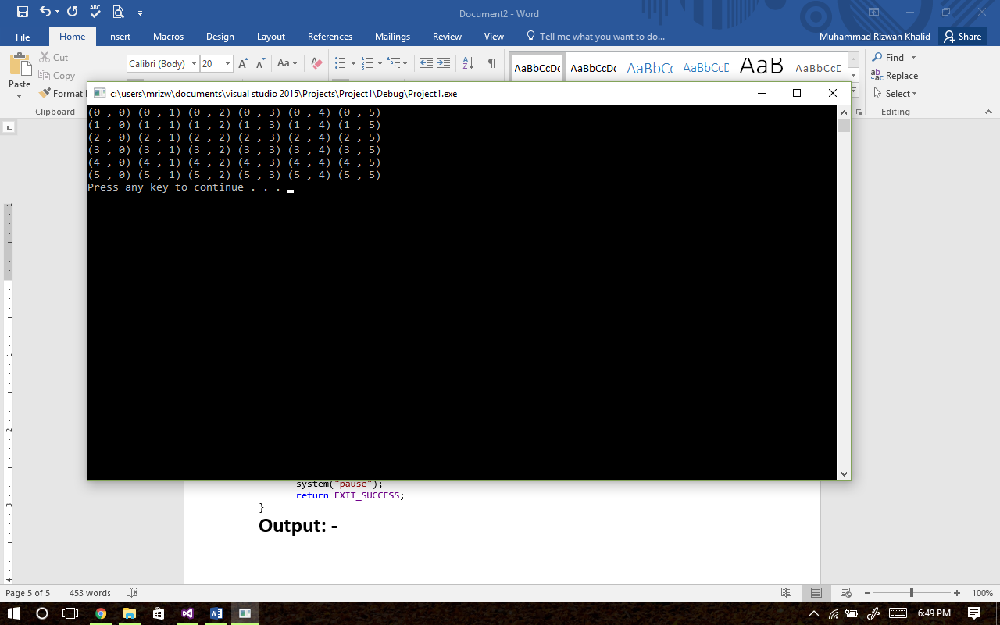 Document2 - Word
File Home Insert Macros Design Layout References Mailings Review View Tell me what you want to do... Muhammad Rizwan Khalid Share
Paste
Cut
Copy
Format
Clipboard
Calibri (Body) 20
AaBbCcDc AaBbCcDc AaBbCc AaBbCcD AaB AaBbCcD
Find
Replace
Select
Editing
c:\users\mrizw\documents\visual studio 2015\Projects\Project1\Debug\Project1.exe
(0 , 0) (0 , 1) (0 , 2) (0 , 3) (0 , 4) (0 , 5)
(1 , 0) (1 , 1) (1 , 2) (1 , 3) (1 , 4) (1 , 5)
(2 , 0) (2 , 1) (2 , 2) (2 , 3) (2 , 4) (2 , 5)
(3 , 0) (3 , 1) (3 , 2) (3 , 3) (3 , 4) (3 , 5)
(4 , 0) (4 , 1) (4 , 2) (4 , 3) (4 , 4) (4 , 5)
(5 , 0) (5 , 1) (5 , 2) (5 , 3) (5 , 4) (5 , 5)
Press any key to continue . . .
system("pause");
return EXIT_SUCCESS;
}
Output: -
Page 5 of 5 453 words 100%
6:49 PM